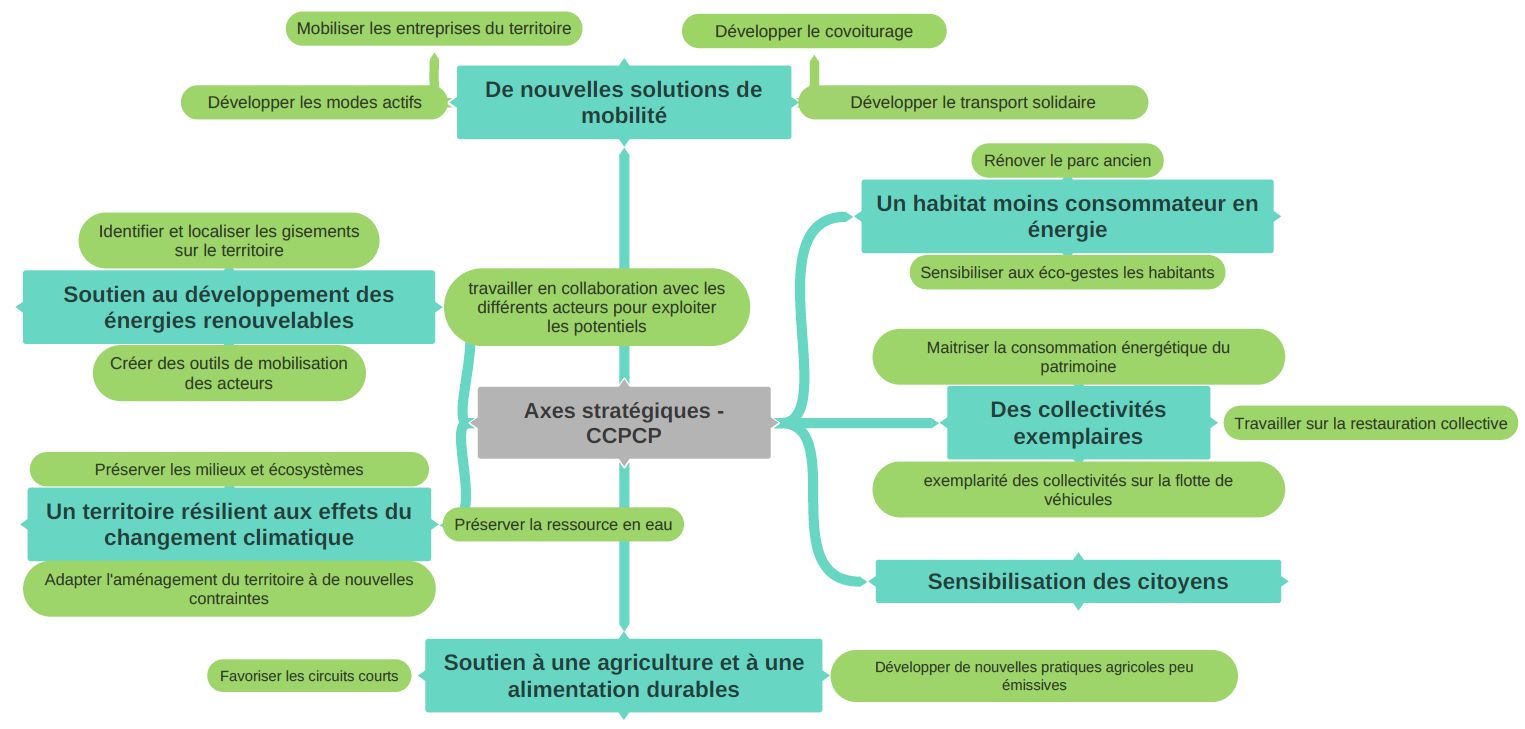 Mobiliser les entreprises du territoire
Développer le covoiturage
Développer les modes actifs
De nouvelles solutions de
mobilité
Développer le transport solidaire
Rénover le parc ancien
Un habitat moins consommateur en
énergie
Sensibiliser aux éco-gestes les habitants
Identifier et localiser les gisements
sur le territoire
Soutien au développement des
énergies renouvelables
travailler en collaboration avec les
différents acteurs pour exploiter
les potentiels
Créer des outils de mobilisation
des acteurs
Maitriser la consommation énergétique du
patrimoine
Axes stratégiques -
CCPCP
Des collectivités
exemplaires
Travailler sur la restauration collective
exemplarité des collectivités sur la flotte de
véhicules
Préserver les milieux et écosystèmes
Un territoire résilient aux effets du
changement climatique
Préserver la ressource en eau
Adapter l'aménagement du territoire à de nouvelles
contraintes
Sensibilisation des citoyens
Favoriser les circuits courts
Soutien à une agriculture et à une
alimentation durables
Développer de nouvelles pratiques agricoles peu
émissives